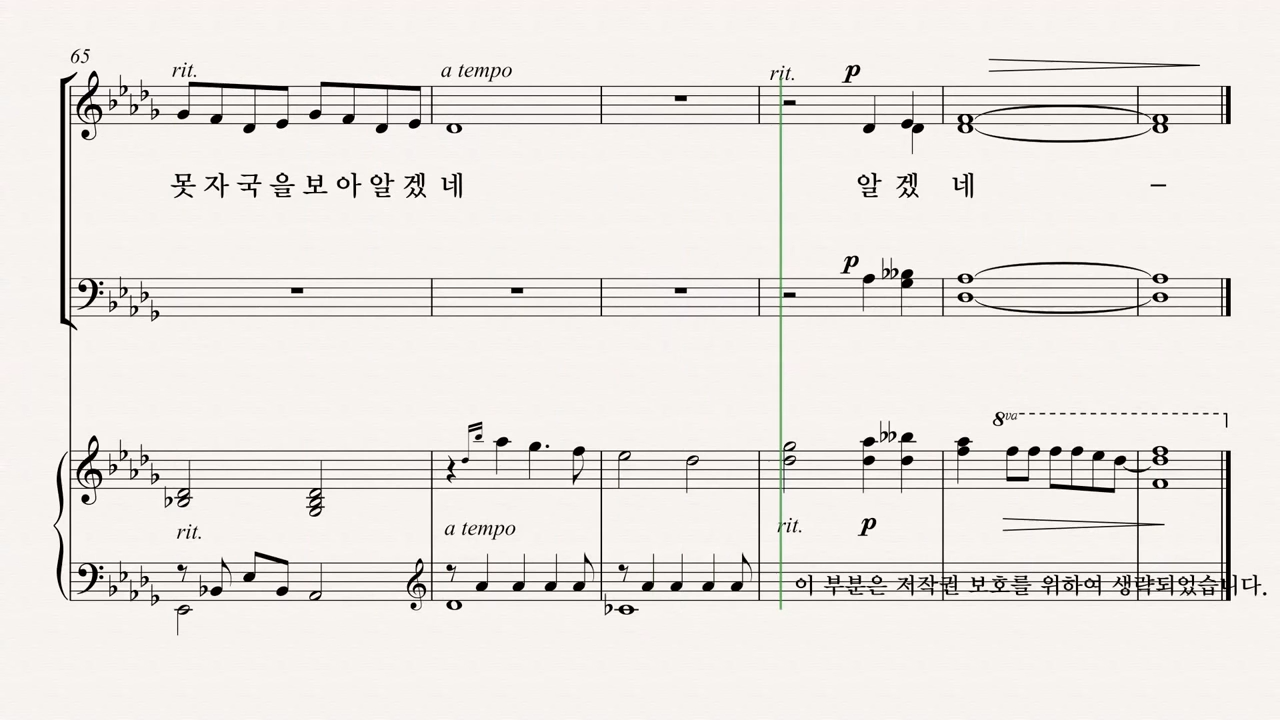 65
rit.
a tempo
rit.
p
못 자 국 을 보 아 알 겠 네
알 겠 네 –
p
8va
rit.
a tempo
rit.
p
이 부분은 저작권 보호를 위하여 생략되었습니다.